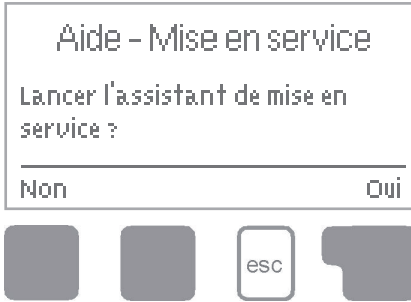 Aide - Mise en service
Lancer l'assistant de mise en
service ?
Non Oui
esc